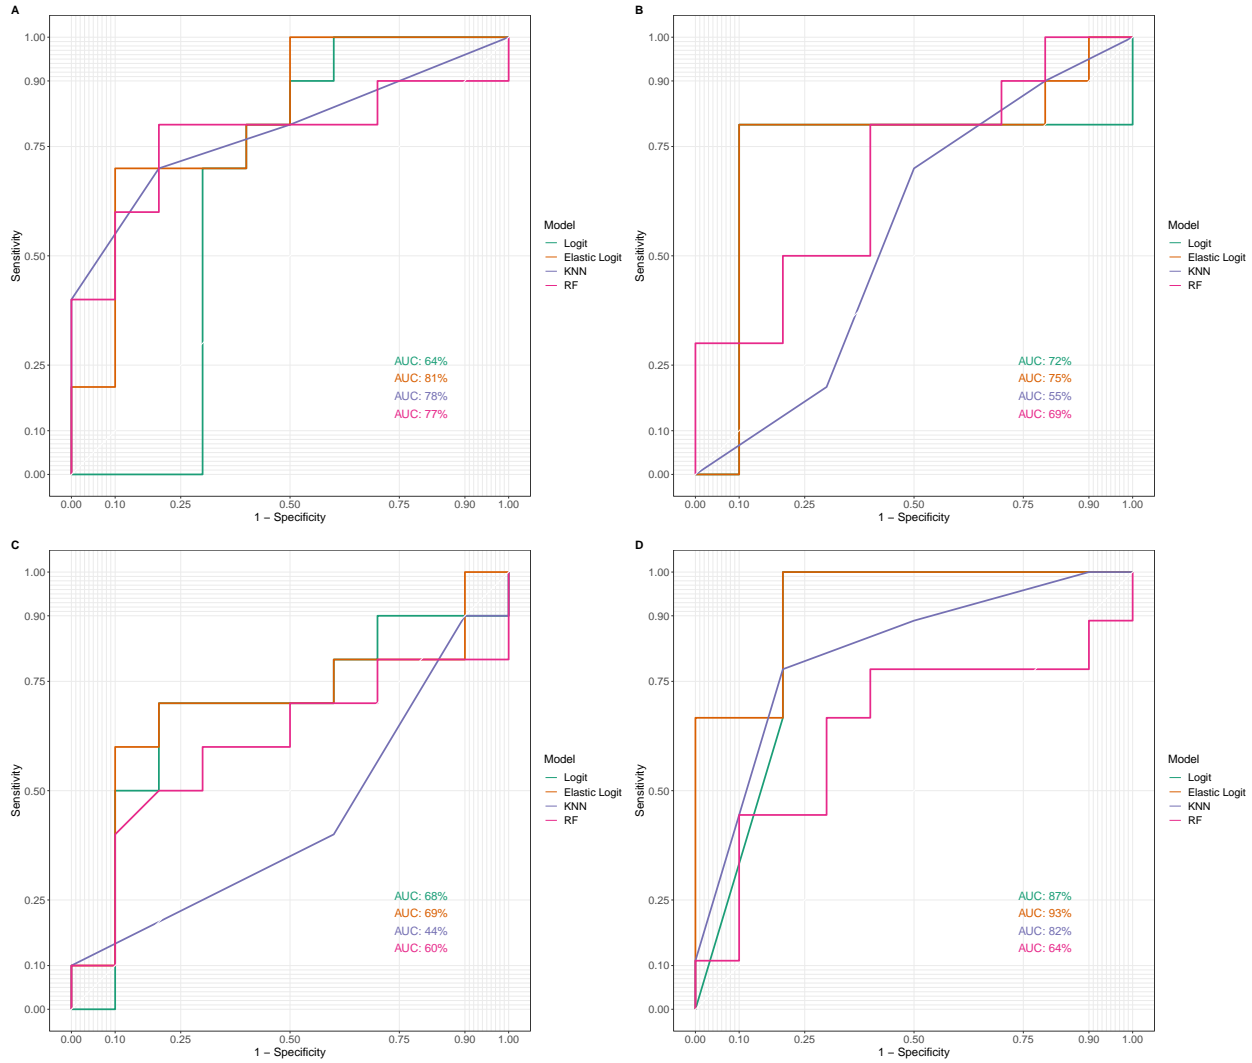 A
1.00
0.90
0.75
0.50
0.25
0.10
0.00
Sensitivity
0.00 0.10 0.25 0.50 0.75 0.90 1.00
1 − Specificity
AUC: 64%
AUC: 81%
AUC: 78%
AUC: 77%
Model
Logit
Elastic Logit
KNN
RF
B
1.00
0.90
0.75
0.50
0.25
0.10
0.00
Sensitivity
0.00 0.10 0.25 0.50 0.75 0.90 1.00
1 − Specificity
AUC: 72%
AUC: 75%
AUC: 55%
AUC: 69%
Model
Logit
Elastic Logit
KNN
RF
C
1.00
0.90
0.75
0.50
0.25
0.10
0.00
Sensitivity
0.00 0.10 0.25 0.50 0.75 0.90 1.00
1 − Specificity
AUC: 68%
AUC: 69%
AUC: 44%
AUC: 60%
Model
Logit
Elastic Logit
KNN
RF
D
1.00
0.90
0.75
0.50
0.25
0.10
0.00
Sensitivity
0.00 0.10 0.25 0.50 0.75 0.90 1.00
1 − Specificity
AUC: 87%
AUC: 93%
AUC: 82%
AUC: 64%
Model
Logit
Elastic Logit
KNN
RF